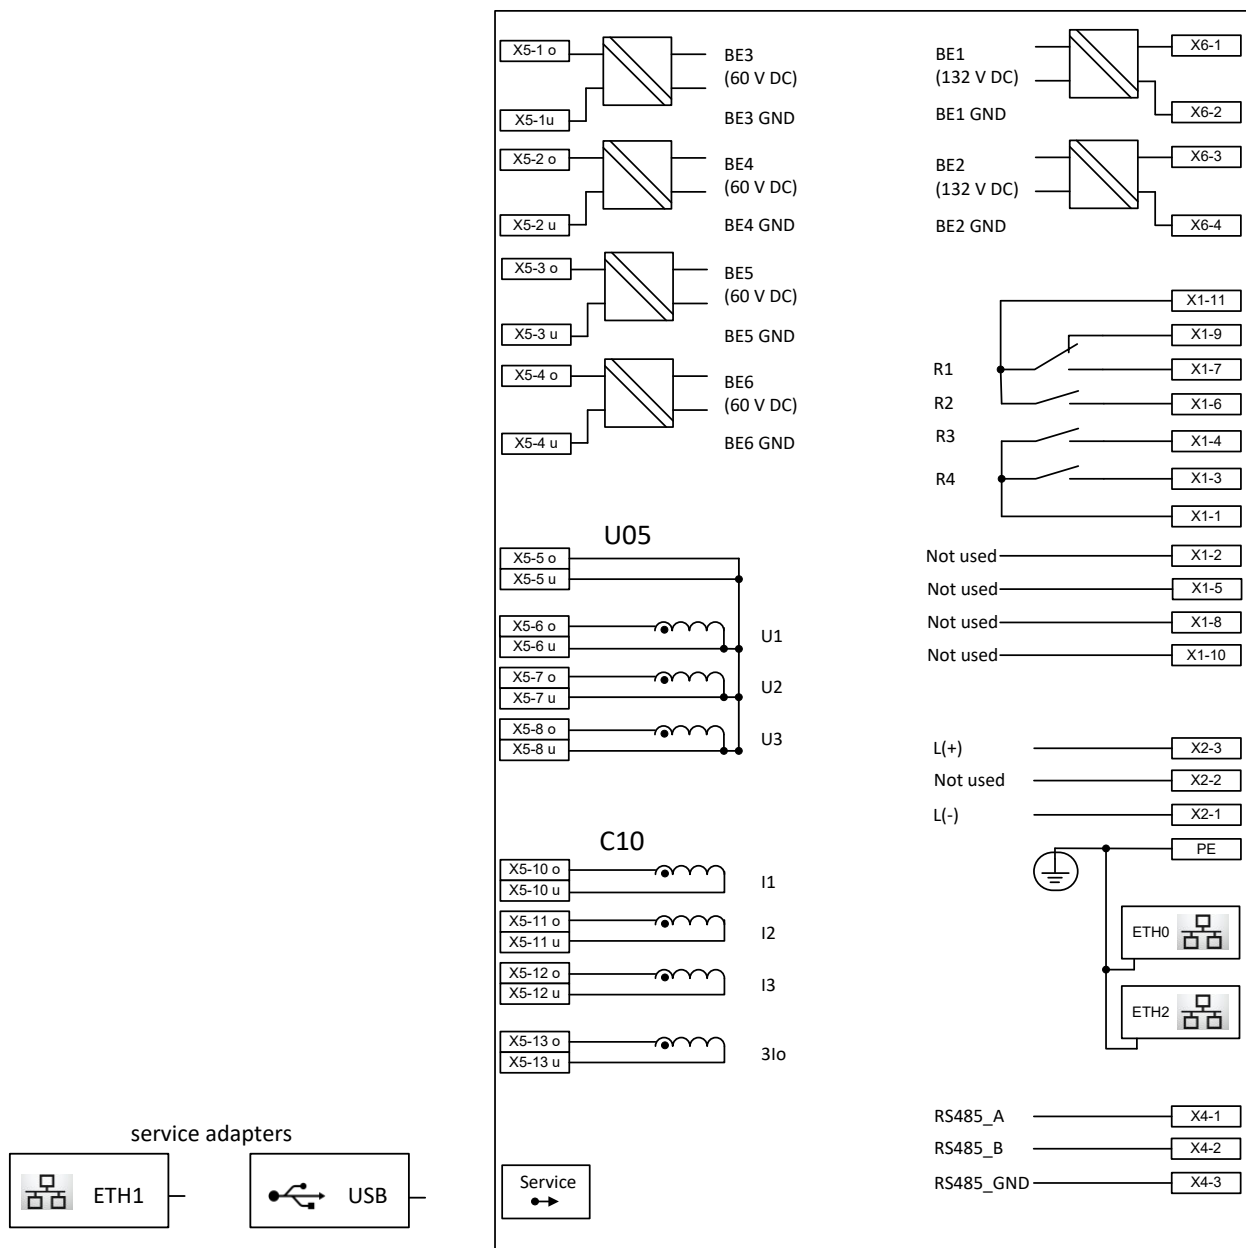 X5-1 o
BE3
(60 V DC)
X5-1u
BE3 GND
X5-2 o
BE4
(60 V DC)
X5-2 u
BE4 GND
X5-3 o
BE5
(60 V DC)
X5-3 u
BE5 GND
X5-4 o
BE6
(60 V DC)
X5-4 u
BE6 GND
U05
X5-5 o
X5-5 u
X5-6 o
X5-6 u
U1
X5-7 o
X5-7 u
U2
X5-8 o
X5-8 u
U3
C10
X5-10 o
X5-10 u
I1
X5-11 o
X5-11 u
I2
X5-12 o
X5-12 u
I3
X5-13 o
X5-13 u
3Io
BE1
(132 V DC)
BE1 GND
X6-1
X6-2
BE2
(132 V DC)
BE2 GND
X6-3
X6-4
X1-11
X1-9
R1
X1-7
R2
X1-6
R3
X1-4
R4
X1-3
X1-1
Not used
X1-2
Not used
X1-5
Not used
X1-8
Not used
X1-10
L(+)
X2-3
Not used
X2-2
L(-)
X2-1
PE
ETH0
ETH2
RS485_A
X4-1
RS485_B
X4-2
RS485_GND
X4-3
service adapters
ETH1
USB
Service